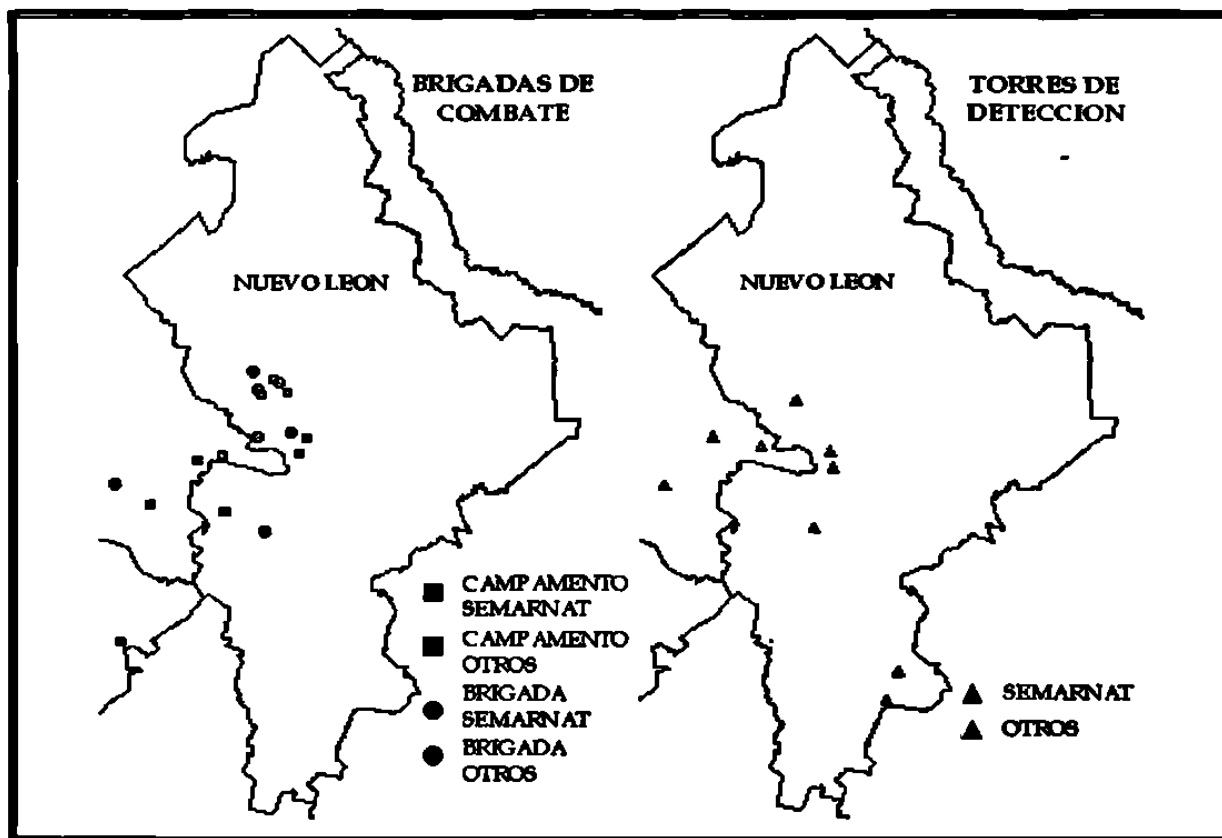 BRIGADAS DE
COMBATE
NUEVO LEON
CAMPAMENTO
SEMARNAT
CAMPAMENTO
OTROS
BRIGADA
SEMARNAT
BRIGADA
OTROS
TORRES DE
DETECCION
NUEVO LEON
SEMARNAT
OTROS